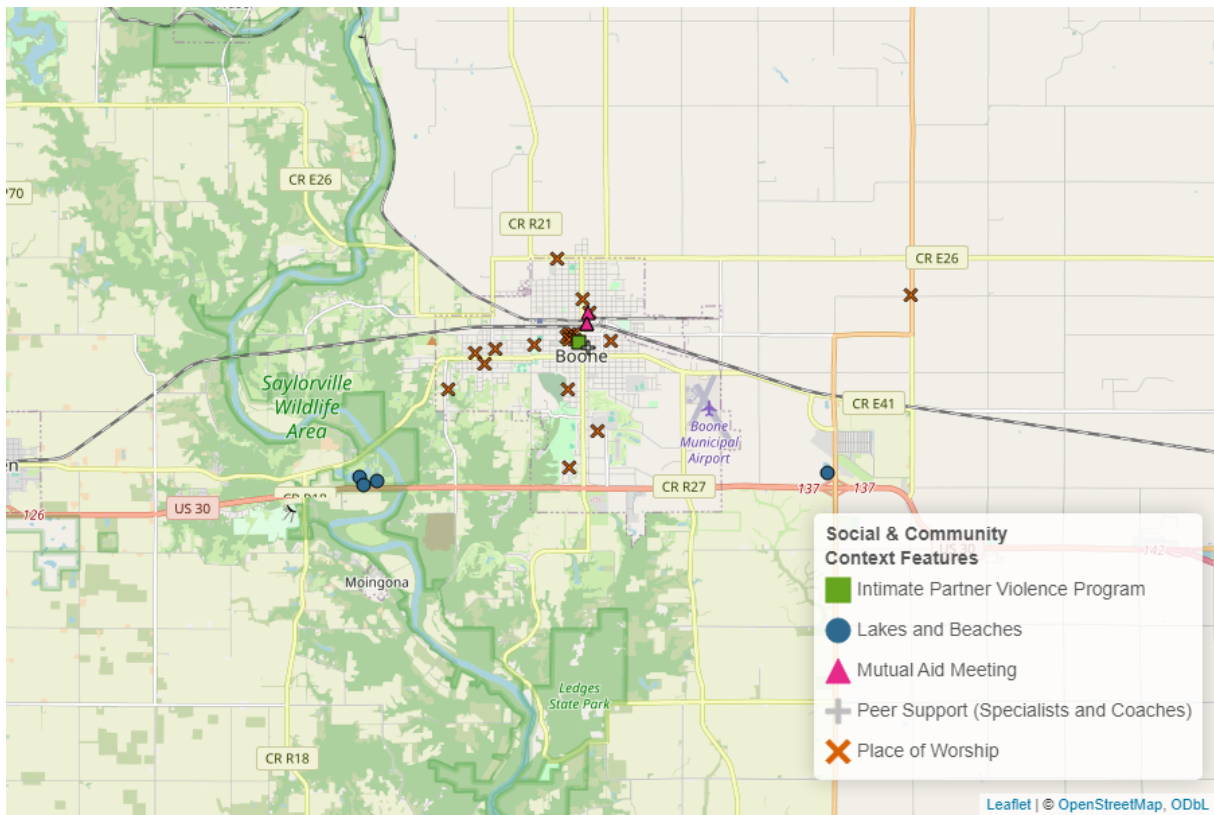 CR E26
P70
CR R21
CR E26
Boone
Saylorville
Wildlife
Area
CR E41
Boone
Municipal
Airport
en
CR R18
CR R27
137
137
US 30
126
US 30
142
Moingona
Ledges
State Park
CR R18
Social & Community
Context Features
Intimate Partner Violence Program
Lakes and Beaches
Mutual Aid Meeting
Peer Support (Specialists and Coaches)
Place of Worship
Leaflet | © OpenStreetMap, ODbL